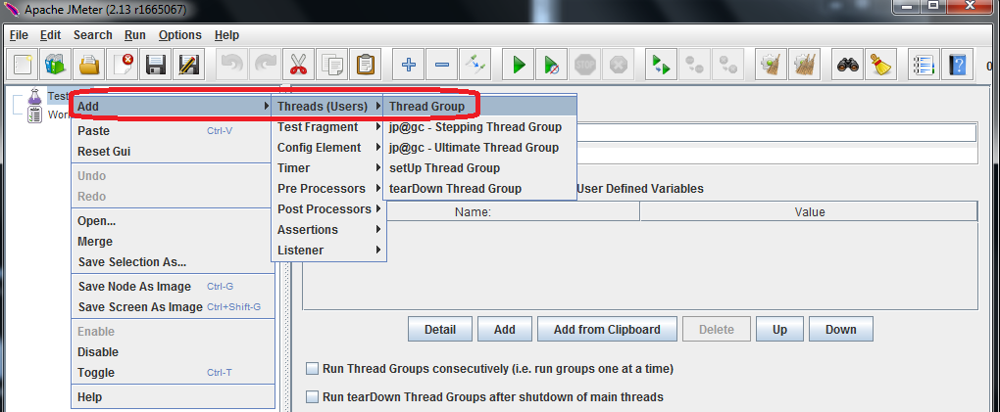 Apache JMeter (2.13 r1665067)
File Edit Search Run Options Help
STOP
0
Test
Work
Add
Paste Ctrl-V
Reset Gui
Undo
Redo
Open...
Merge
Save Selection As...
Save Node As Image Ctrl-G
Save Screen As Image Ctrl+Shift-G
Enable
Disable
Toggle Ctrl-T
Help
Threads (Users)
Test Fragment
Config Element
Timer
Pre Processors
Post Processors
Assertions
Listener
Thread Group
jp@gc - Stepping Thread Group
jp@gc - Ultimate Thread Group
setUp Thread Group
tearDown Thread Group
User Defined Variables
Name: Value
Detail Add Add from Clipboard Delete Up Down
Run Thread Groups consecutively (i.e. run groups one at a time)
Run tearDown Thread Groups after shutdown of main threads